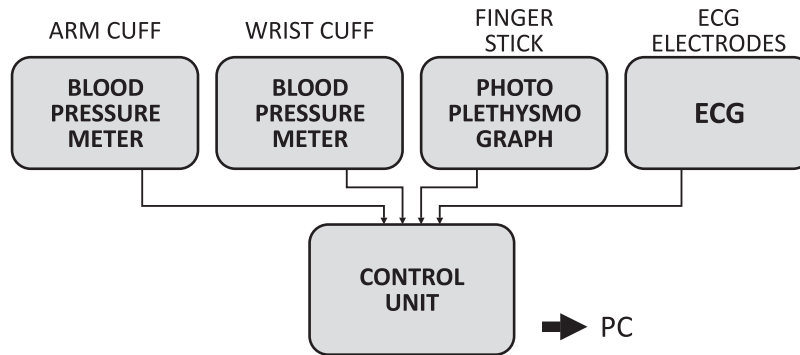 ARM CUFF
WRIST CUFF
FINGER
STICK
ECG
ELECTRODES
BLOOD
PRESSURE
METER
BLOOD
PRESSURE
METER
PHOTO
PLETHYSMO
GRAPH
ECG
CONTROL
UNIT
PC